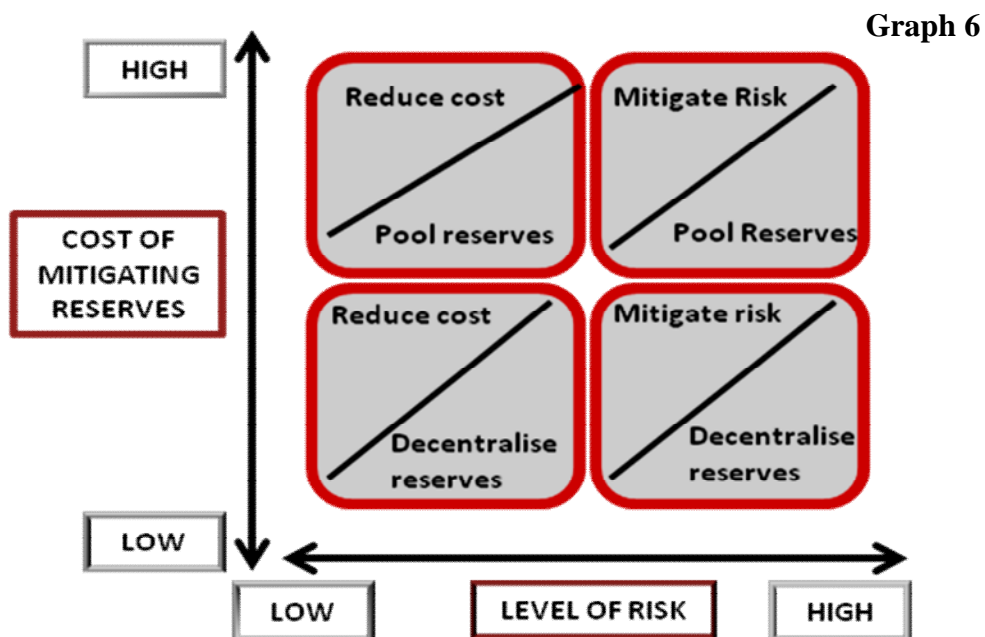 Graph 6
HIGH
COST OF
MITIGATING
RESERVES
LOW
Reduce cost
Pool reserves
Mitigate Risk
Pool Reserves
Reduce cost
Decentralise
reserves
Mitigate risk
Decentralise
reserves
LOW
LEVEL OF RISK
HIGH